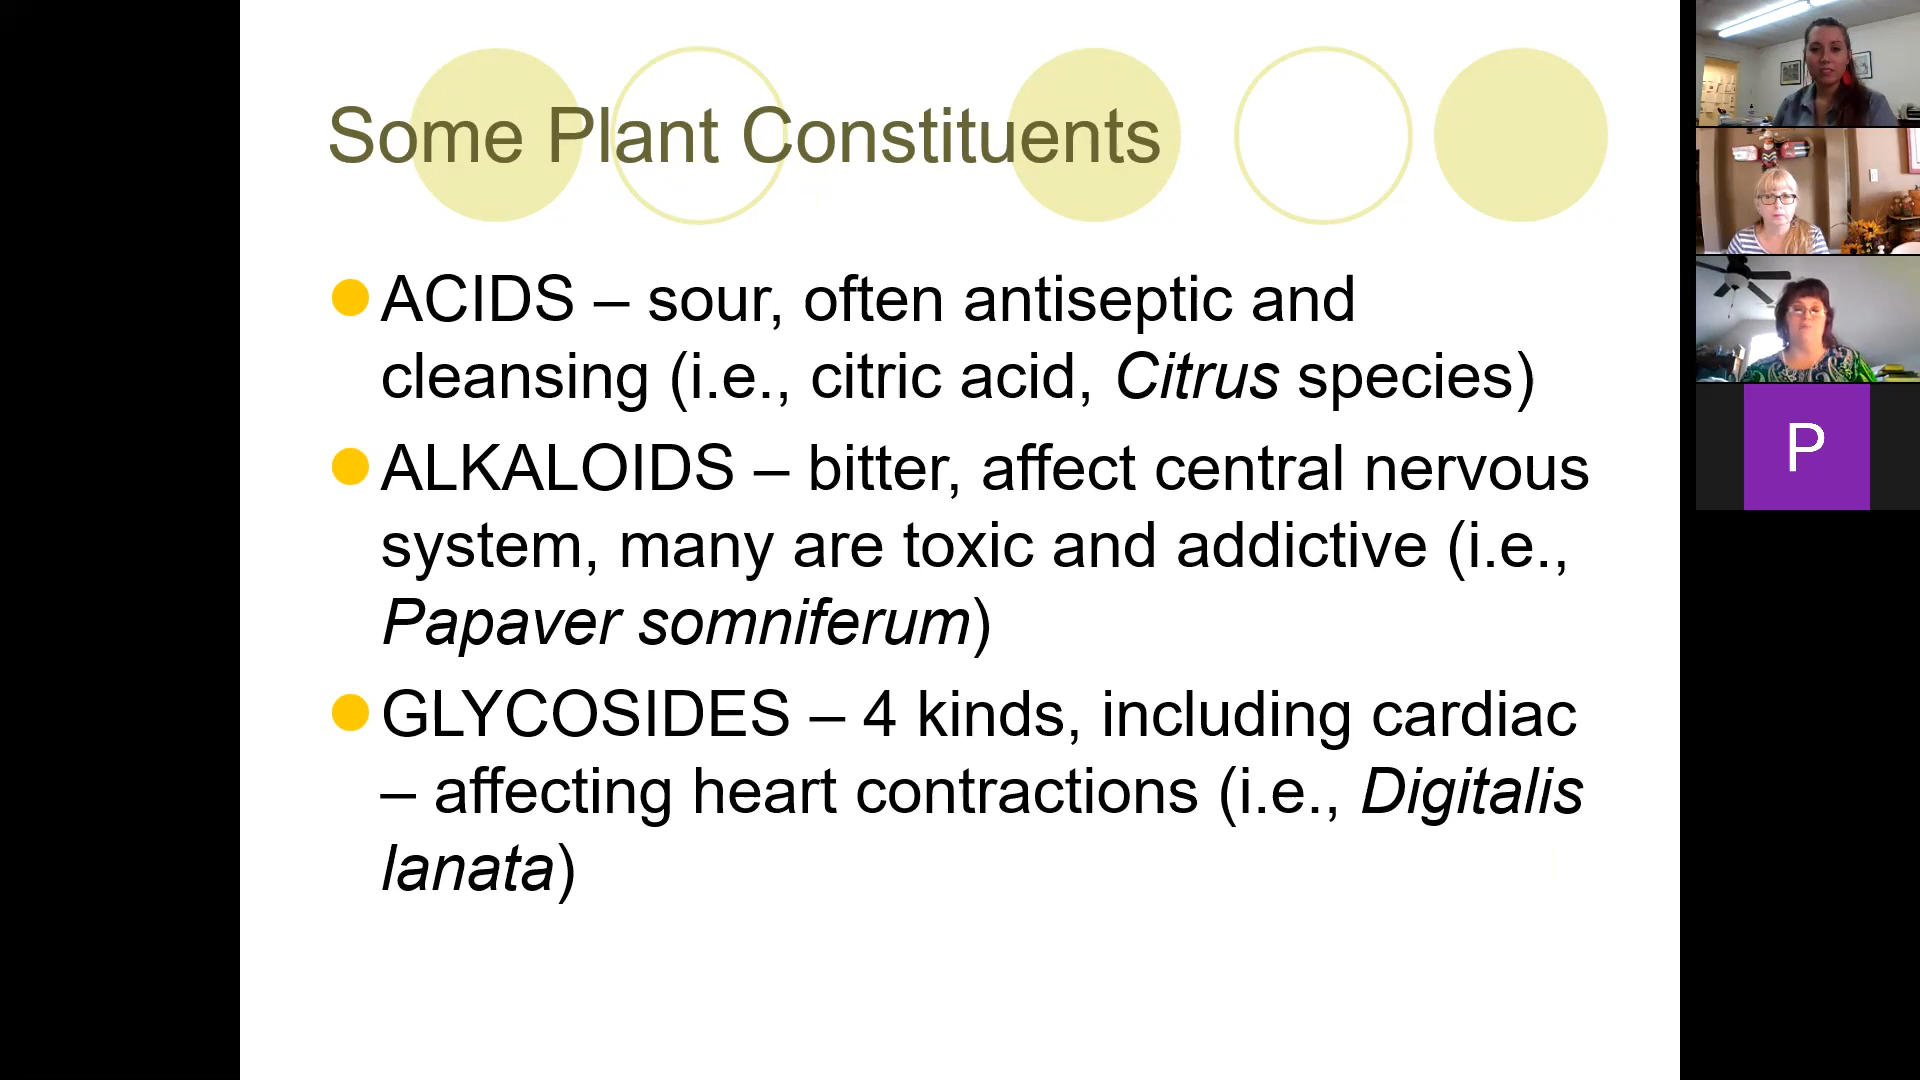 Some Plant Constituents
ACIDS – sour, often antiseptic and
cleansing (i.e., citric acid, Citrus species)
ALKALOIDS – bitter, affect central nervous
system, many are toxic and addictive (i.e.,
Papaver somniferum)
GLYCOSIDES – 4 kinds, including cardiac
– affecting heart contractions (i.e., Digitalis
lanata)
P